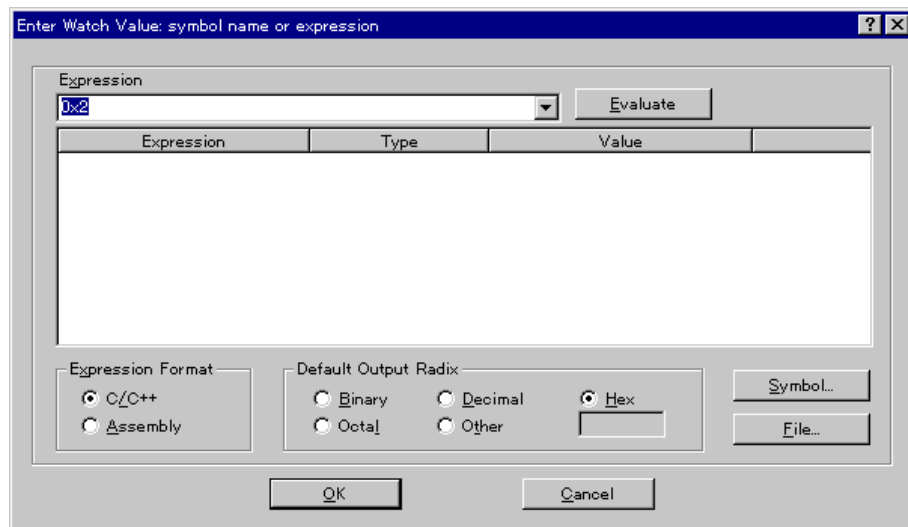 Enter Watch Value: symbol name or expression
Expression
0x2
Evaluate
Expression Type Value
Expression Format
C/C++
Assembly
Default Output Radix
Binary Decimal Hex
Octal Other
Symbol...
File...
OK Cancel